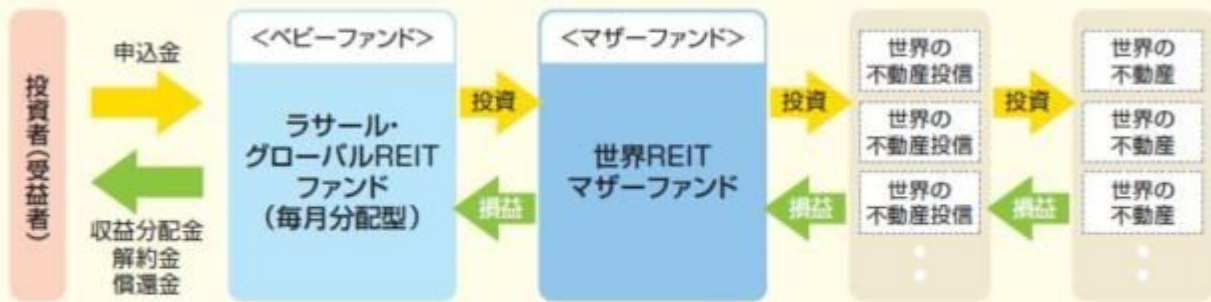 投資者(受益者)
申込金
収益分配金
解約金
償還金
<ベビーファンド>
ラサール・
グローバルREIT
ファンド
(毎月分配型)
投資
損益
<マザーファンド>
世界REIT
マザーファンド
投資
損益
世界の
不動産投信
世界の
不動産投信
世界の
不動産投信
投資
損益
世界の
不動産
世界の
不動産
世界の
不動産